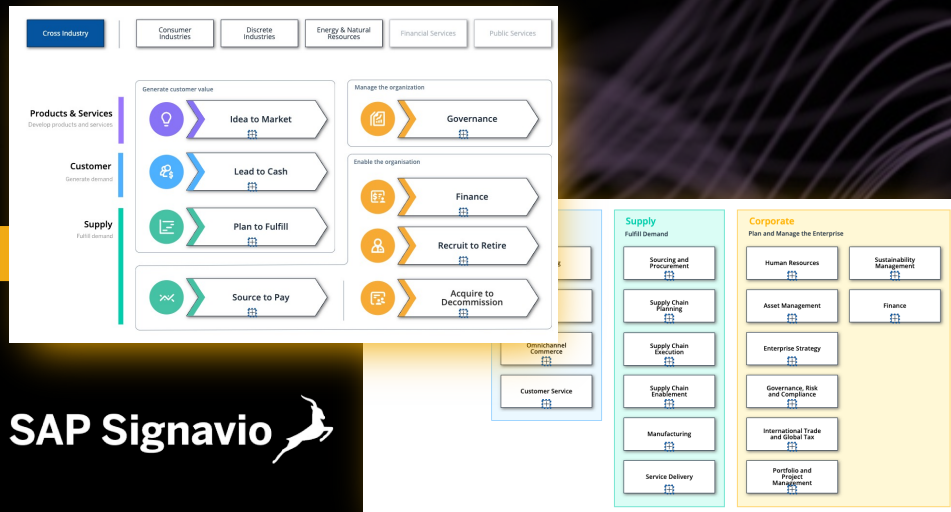 Cross Industry
Consumer
Industries
Discrete
Industries
Energy & Natural
Resources
Financial Services
Public Services
Products & Services
Develop products and services
Customer
Generate demand
Supply
Fulfill demand
Generate customer value
Idea to Market
Lead to Cash
Plan to Fulfill
Source to Pay
Manage the organization
Governance
Enable the organisation
Finance
Recruit to Retire
Acquire to
Decommission
Omnichannel
Commerce
Customer Service
Supply
Fulfill Demand
Sourcing and
Procurement
Supply Chain
Planning
Supply Chain
Execution
Supply Chain
Enablement
Manufacturing
Service Delivery
Corporate
Plan and Manage the Enterprise
Human Resources
Asset Management
Enterprise Strategy
Governance, Risk
and Compliance
International Trade
and Global Tax
Portfolio and
Project
Management
Sustainability
Management
Finance
SAP Signavio